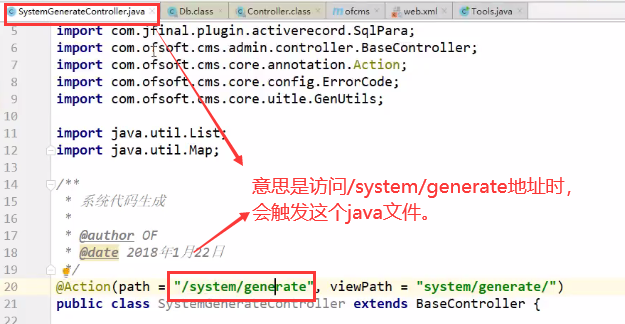 SystemGenerateController.java Db.class Controller.class ofcms web.xml Tools.java
5 import com.jfinal.plugin.activerecord.SqlPara;
6 import com.ofsoft.cms.admin.controller.BaseController;
7 import com.ofsoft.cms.core.annotation.Action;
8 import com.ofsoft.cms.core.config.ErrorCode;
9 import com.ofsoft.cms.core.uitle.GenUtils;
10
11 import java.util.List;
12 import java.util.Map;
13
14 /**
15 * 系统代码生成
16 *
17 * @author OF
18 * @date 2018年1月22日
19 */
20 @Action(path = "/system/generate", viewPath = "system/generate/")
21 public class SystemGenerateController extends BaseController {
意思是访问/system/generate地址时，
会触发这个java文件。